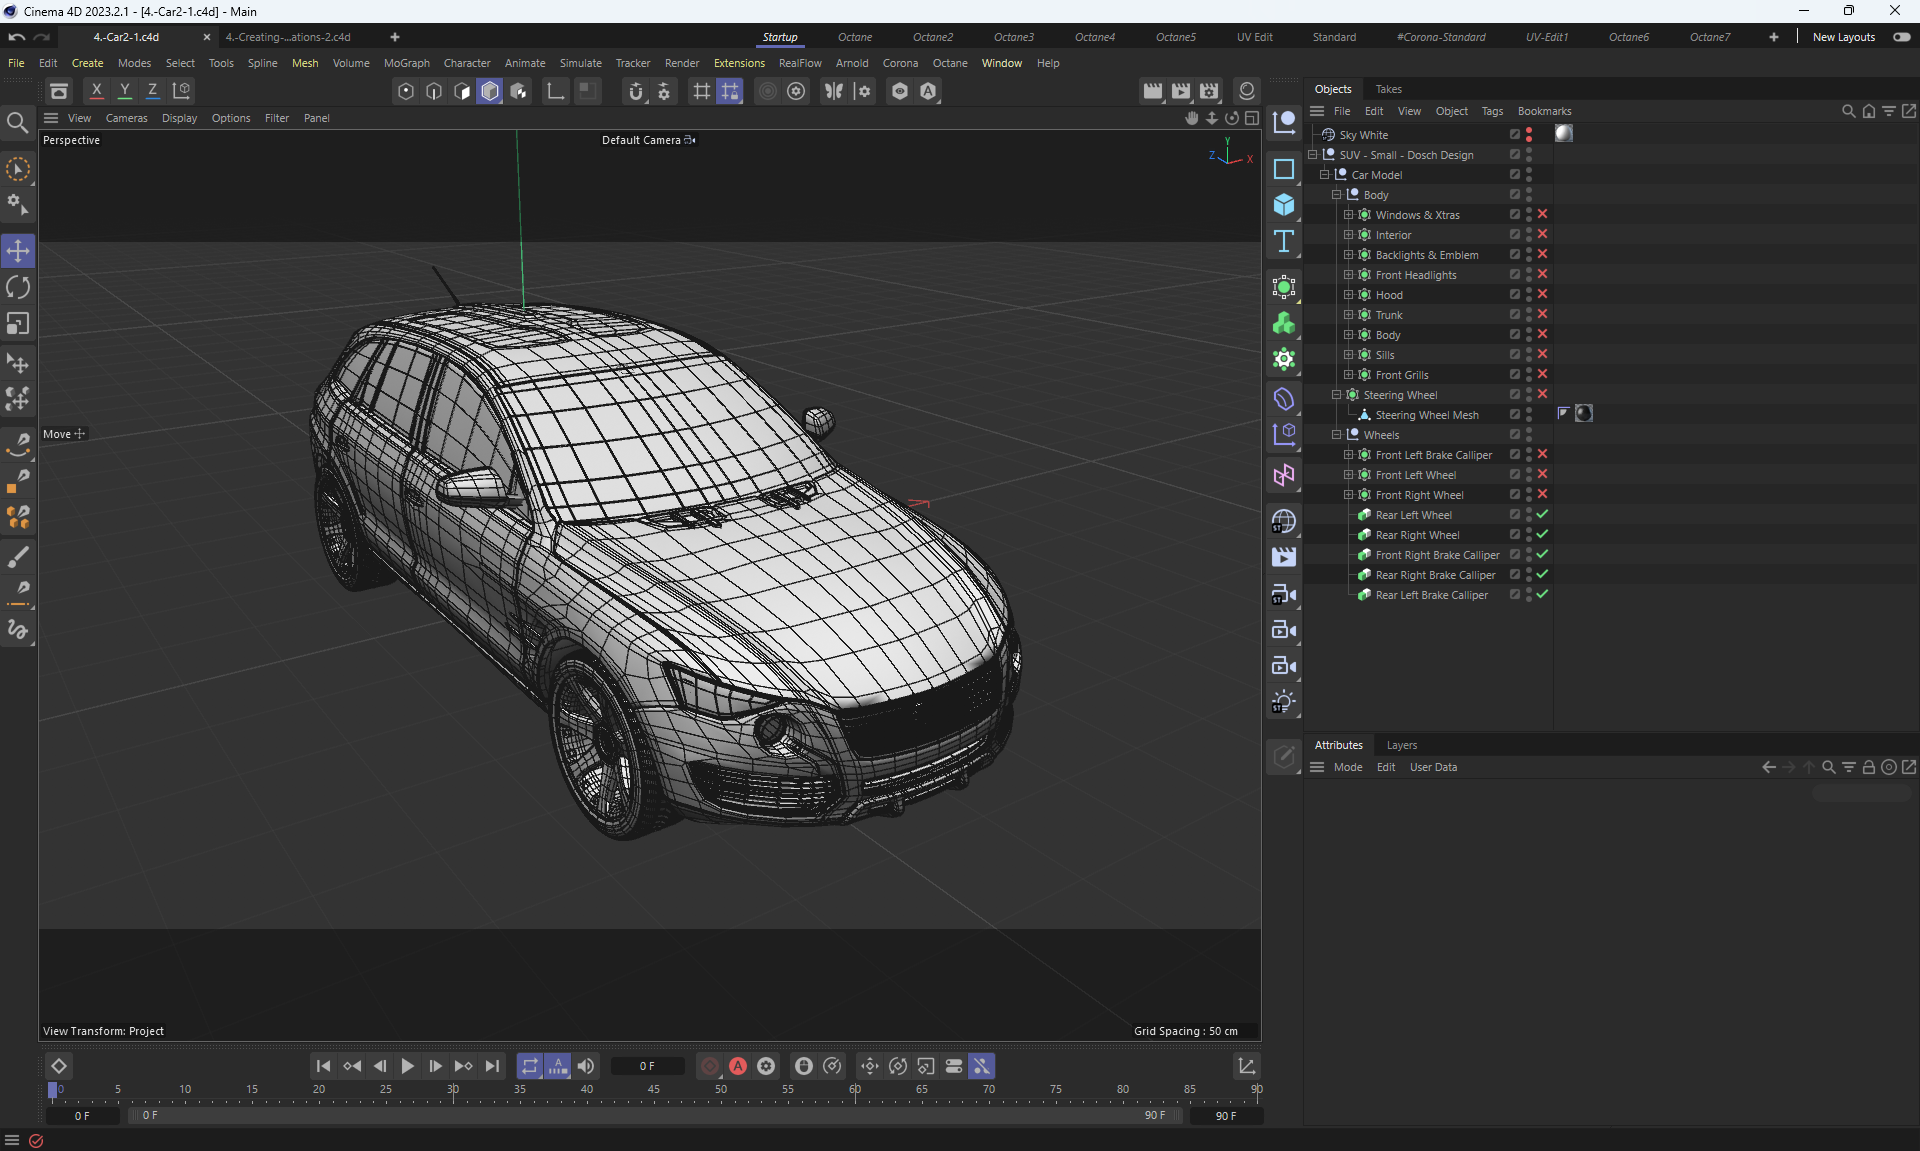 Cinema 4D 2023.2.1 - [4.-Car2-1.c4d] - Main
4.-Car2-1.c4d 4.-Creating-...ations-2.c4d Startup Octane Octane2 Octane3 Octane4 Octane5 UV Edit Standard #Corona-Standard UV-Edit1 Octane6 Octane7 New Layouts
File Edit Create Modes Select Tools Spline Mesh Volume MoGraph Character Animate Simulate Tracker Render Extensions RealFlow Arnold Corona Octane Window Help
X Y Z
Objects Takes
View Cameras Display Options Filter Panel
File Edit View Object Tags Bookmarks
Perspective Default Camera
Y
Z X
Sky White
SUV - Small - Dosch Design
Car Model
Body
Windows & Xtras
Interior
Backlights & Emblem
Front Headlights
Hood
Trunk
Body
Sills
Front Grills
Steering Wheel
Steering Wheel Mesh
Move
Wheels
Front Left Brake Calliper
Front Left Wheel
Front Right Wheel
Rear Left Wheel
Rear Right Wheel
Front Right Brake Calliper
Rear Right Brake Calliper
Rear Left Brake Calliper
ST
ST
ST
Attributes Layers
Mode Edit User Data
View Transform: Project Grid Spacing : 50 cm
0 F
0 5 10 15 20 25 30 35 40 45 50 55 60 65 70 75 80 85 90
0 F 0 F 90 F 90 F